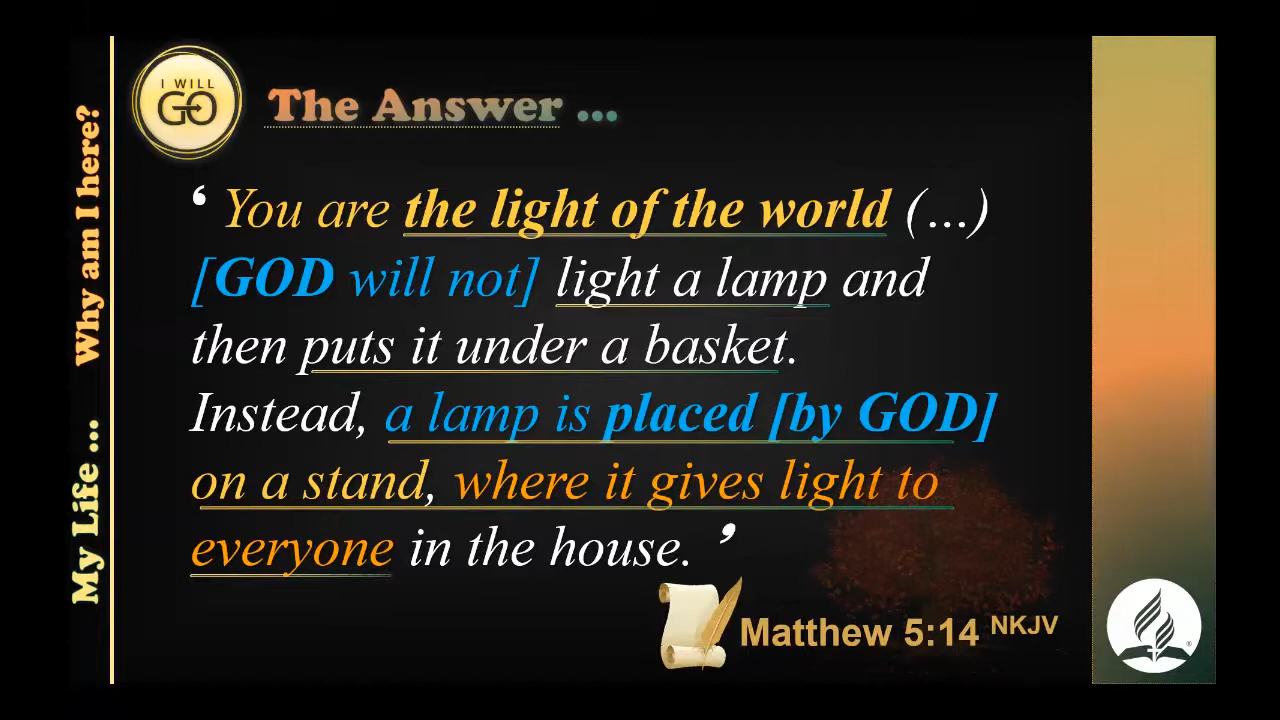 I WILL
GO
The Answer ...
My Life ... Why am I here?
‘ You are the light of the world (…)
[GOD will not] light a lamp and
then puts it under a basket.
Instead, a lamp is placed [by GOD]
on a stand, where it gives light to
everyone in the house. ’
Matthew 5:14 NKJV
®